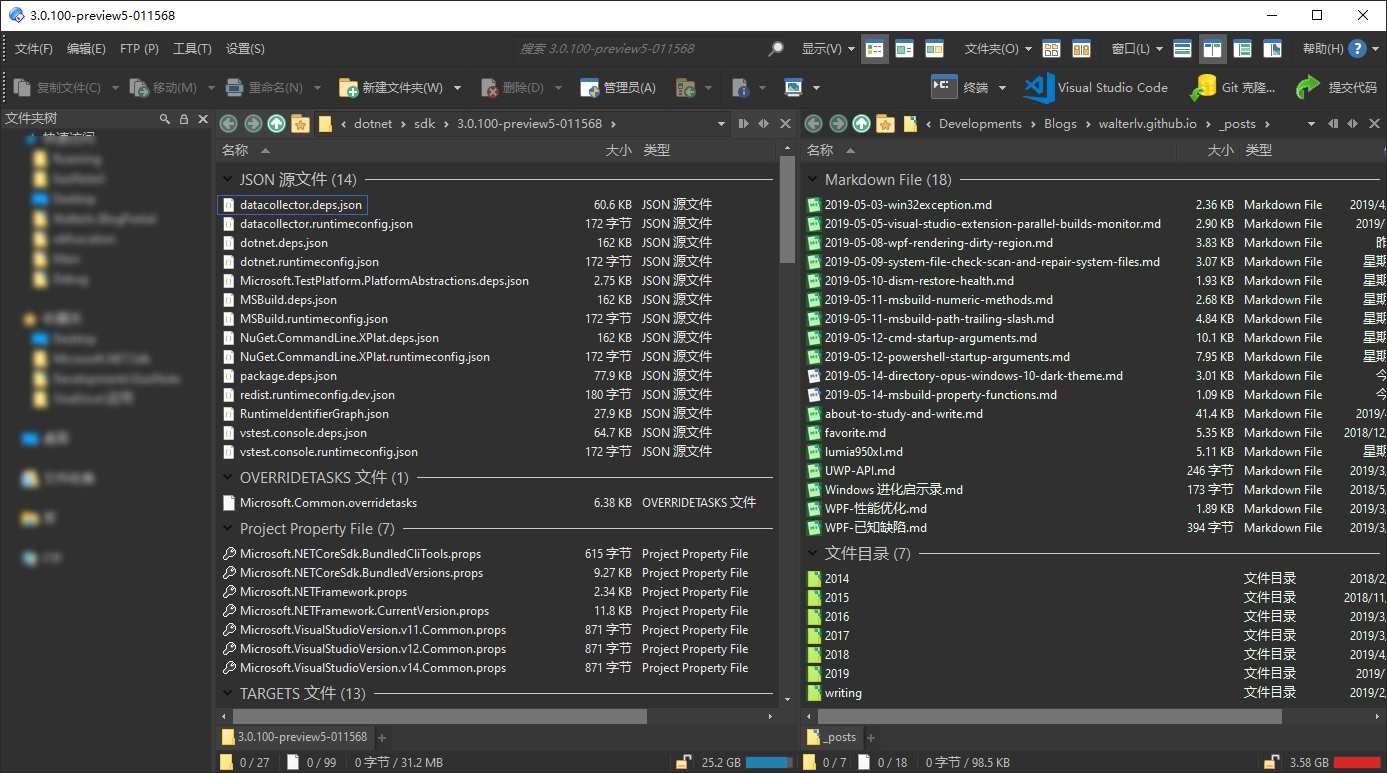 3.0.100-preview5-011568
文件(F) 编辑(E) FTP (P) 工具(T) 设置(S) 搜索 3.0.100-preview5-011568 显示(V) 文件夹(O) 窗口(L) 帮助(H)
复制文件(C) 移动(M) 重命名(N) 新建文件夹(W) 删除(D) 管理员(A) 终端 Visual Studio Code Git 克隆... 提交代码
文件夹树
dotnet sdk 3.0.100-preview5-011568
名称 大小 类型
JSON 源文件 (14)
datacollector.deps.json 60.6 KB JSON 源文件
datacollector.runtimeconfig.json 172 字节 JSON 源文件
dotnet.deps.json 162 KB JSON 源文件
dotnet.runtimeconfig.json 172 字节 JSON 源文件
Microsoft.TestPlatform.PlatformAbstractions.deps.json 2.75 KB JSON 源文件
MSBuild.deps.json 162 KB JSON 源文件
MSBuild.runtimeconfig.json 172 字节 JSON 源文件
NuGet.CommandLine.XPlat.deps.json 162 KB JSON 源文件
NuGet.CommandLine.XPlat.runtimeconfig.json 172 字节 JSON 源文件
package.deps.json 77.9 KB JSON 源文件
redist.runtimeconfig.dev.json 180 字节 JSON 源文件
RuntimeIdentifierGraph.json 27.9 KB JSON 源文件
vstest.console.deps.json 64.7 KB JSON 源文件
vstest.console.runtimeconfig.json 172 字节 JSON 源文件
OVERRIDETASKS 文件 (1)
Microsoft.Common.overridetasks 6.38 KB OVERRIDETASKS 文件
Project Property File (7)
Microsoft.NETCoreSdk.BundledCliTools.props 615 字节 Project Property File
Microsoft.NETCoreSdk.BundledVersions.props 9.27 KB Project Property File
Microsoft.NETFramework.props 2.34 KB Project Property File
Microsoft.NETFramework.CurrentVersion.props 11.8 KB Project Property File
Microsoft.VisualStudioVersion.v11.Common.props 871 字节 Project Property File
Microsoft.VisualStudioVersion.v12.Common.props 871 字节 Project Property File
Microsoft.VisualStudioVersion.v14.Common.props 871 字节 Project Property File
TARGETS 文件 (13)
3.0.100-preview5-011568
0 / 27 0 / 99 0 字节 / 31.2 MB 25.2 GB
Developments Blogs walterlv.github.io _posts
名称 大小 类型
Markdown File (18)
2019-05-03-win32exception.md 2.36 KB Markdown File 2019/4,
2019-05-05-visual-studio-extension-parallel-builds-monitor.md 2.90 KB Markdown File 2019/
2019-05-08-wpf-rendering-dirty-region.md 3.83 KB Markdown File 昨
2019-05-09-system-file-check-scan-and-repair-system-files.md 3.07 KB Markdown File 星期
2019-05-10-dism-restore-health.md 1.93 KB Markdown File 星期
2019-05-11-msbuild-numeric-methods.md 2.68 KB Markdown File 星期
2019-05-11-msbuild-path-trailing-slash.md 4.84 KB Markdown File 星期
2019-05-12-cmd-startup-arguments.md 10.1 KB Markdown File 星期
2019-05-12-powershell-startup-arguments.md 7.95 KB Markdown File 星期
2019-05-14-directory-opus-windows-10-dark-theme.md 3.01 KB Markdown File 今
2019-05-14-msbuild-property-functions.md 1.09 KB Markdown File 今
about-to-study-and-write.md 41.4 KB Markdown File 2019/4
favorite.md 5.35 KB Markdown File 2018/12,
lumia950xl.md 5.11 KB Markdown File 星期
UWP-API.md 246 字节 Markdown File 2019/3,
Windows 进化启示录.md 173 字节 Markdown File 2018/5,
WPF-性能优化.md 1.89 KB Markdown File 2019/3,
WPF-已知缺陷.md 394 字节 Markdown File 2019/3,
文件目录 (7)
2014 文件目录 2018/2,
2015 文件目录 2018/11,
2016 文件目录 2019/3,
2017 文件目录 2019/3,
2018 文件目录 2019/4,
2019 文件目录 2019/
writing 文件目录 2019/2,
_posts
0 / 7 0 / 18 0 字节 / 98.5 KB 3.58 GB